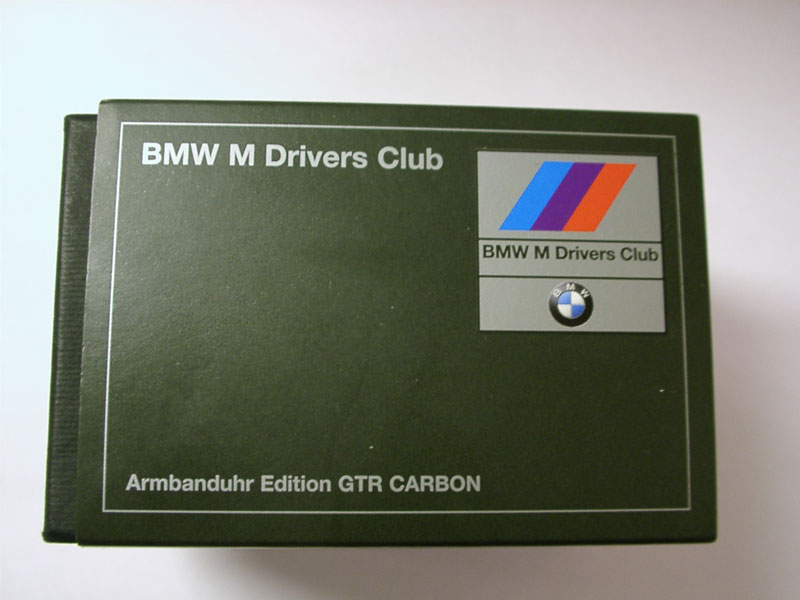 BMW M Drivers Club
BMW M Drivers Club
BMW
Armbanduhr Edition GTR CARBON